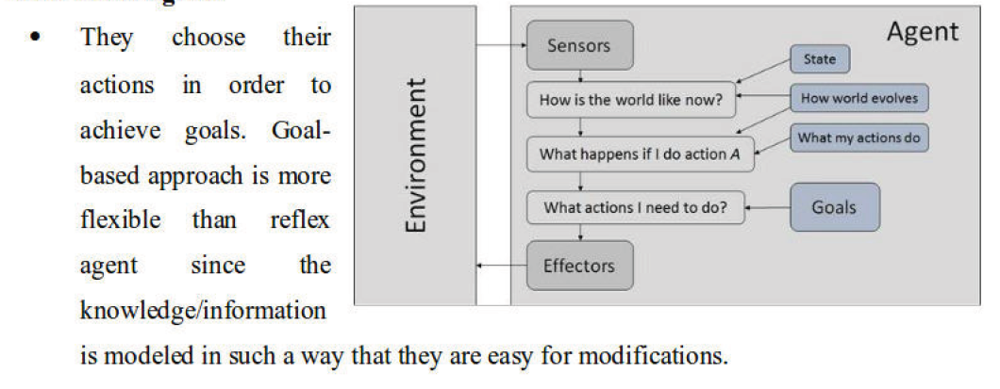 • They choose their
actions in order to
achieve goals. Goal-
based approach is more
flexible than reflex
agent since the
knowledge/information
is modeled in such a way that they are easy for modifications.
Environment
Agent
Sensors
State
How is the world like now?
How world evolves
What my actions do
What happens if I do action A
What actions I need to do?
Goals
Effectors